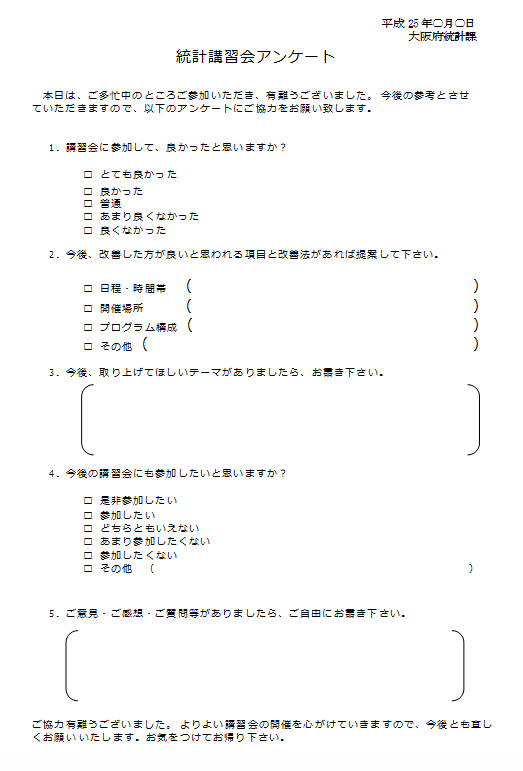 平成 25 年○月○日
大阪府統計課
統計講習会アンケート
本日は、ご多忙中のところご参加いただき、有難うございました。 今後の参考とさせ
ていただきますので、以下のアンケートにご協力をお願い致します。
1．講習会に参加して、良かったと思いますか？
□ とても良かった
□ 良かった
□ 普通
□ あまり良くなかった
□ 良くなかった
2．今後、改善した方が良いと思われる項目と改善法があれば提案して下さい。
□ 日程・時間帯 （ ）
□ 開催場所 （ ）
□ プログラム構成 （ ）
□ その他 （ ）
3．今後、取り上げてほしいテーマがありましたら、お書き下さい。
4．今後の講習会にも参加したいと思いますか？
□ 是非参加したい
□ 参加したい
□ どちらともいえない
□ あまり参加したくない
□ 参加したくない
□ その他 （ ）
5．ご意見・ご感想・ご質問等がありましたら、ご自由にお書き下さい。
ご協力有難うございました。 よりよい講習会の開催を心がけていきますので、今後とも宜し
くお願いいたします。お気をつけてお帰り下さい。